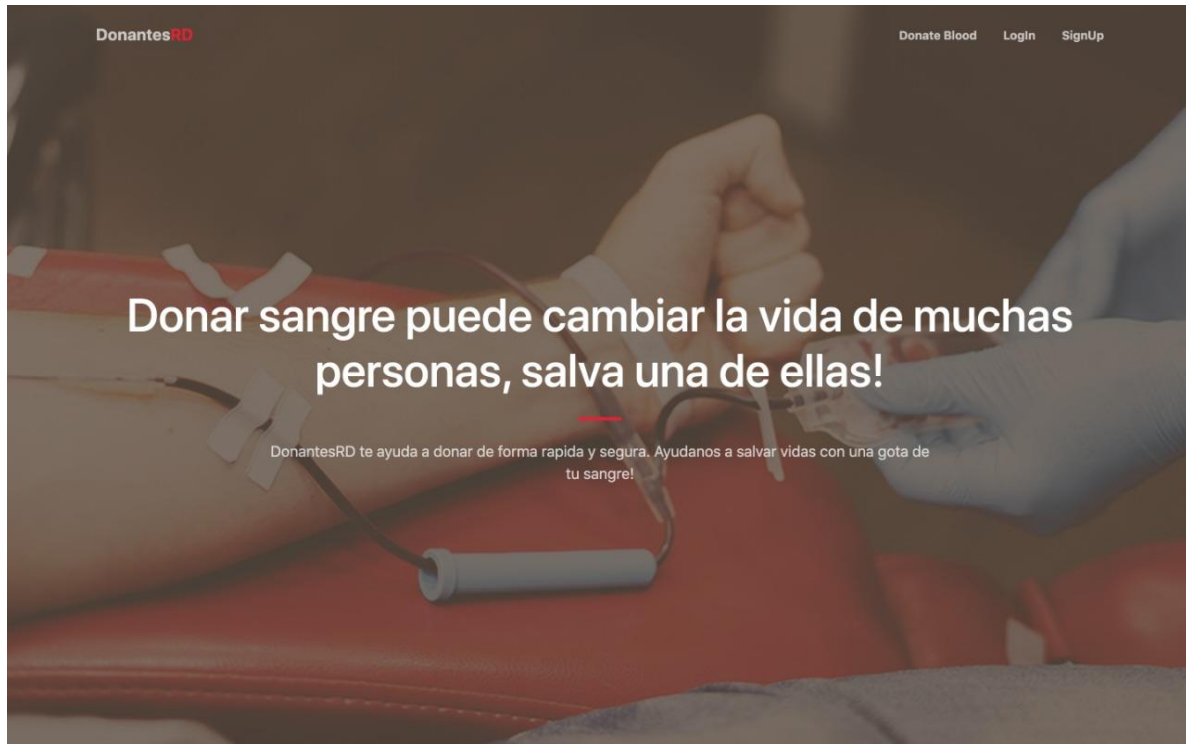 DonantesRD
Donate Blood
LogIn
SignUp
Donar sangre puede cambiar la vida de muchas
personas, salva una de ellas!
DonantesRD te ayuda a donar de forma rapida y segura. Ayudanos a salvar vidas con una gota de
tu sangre!